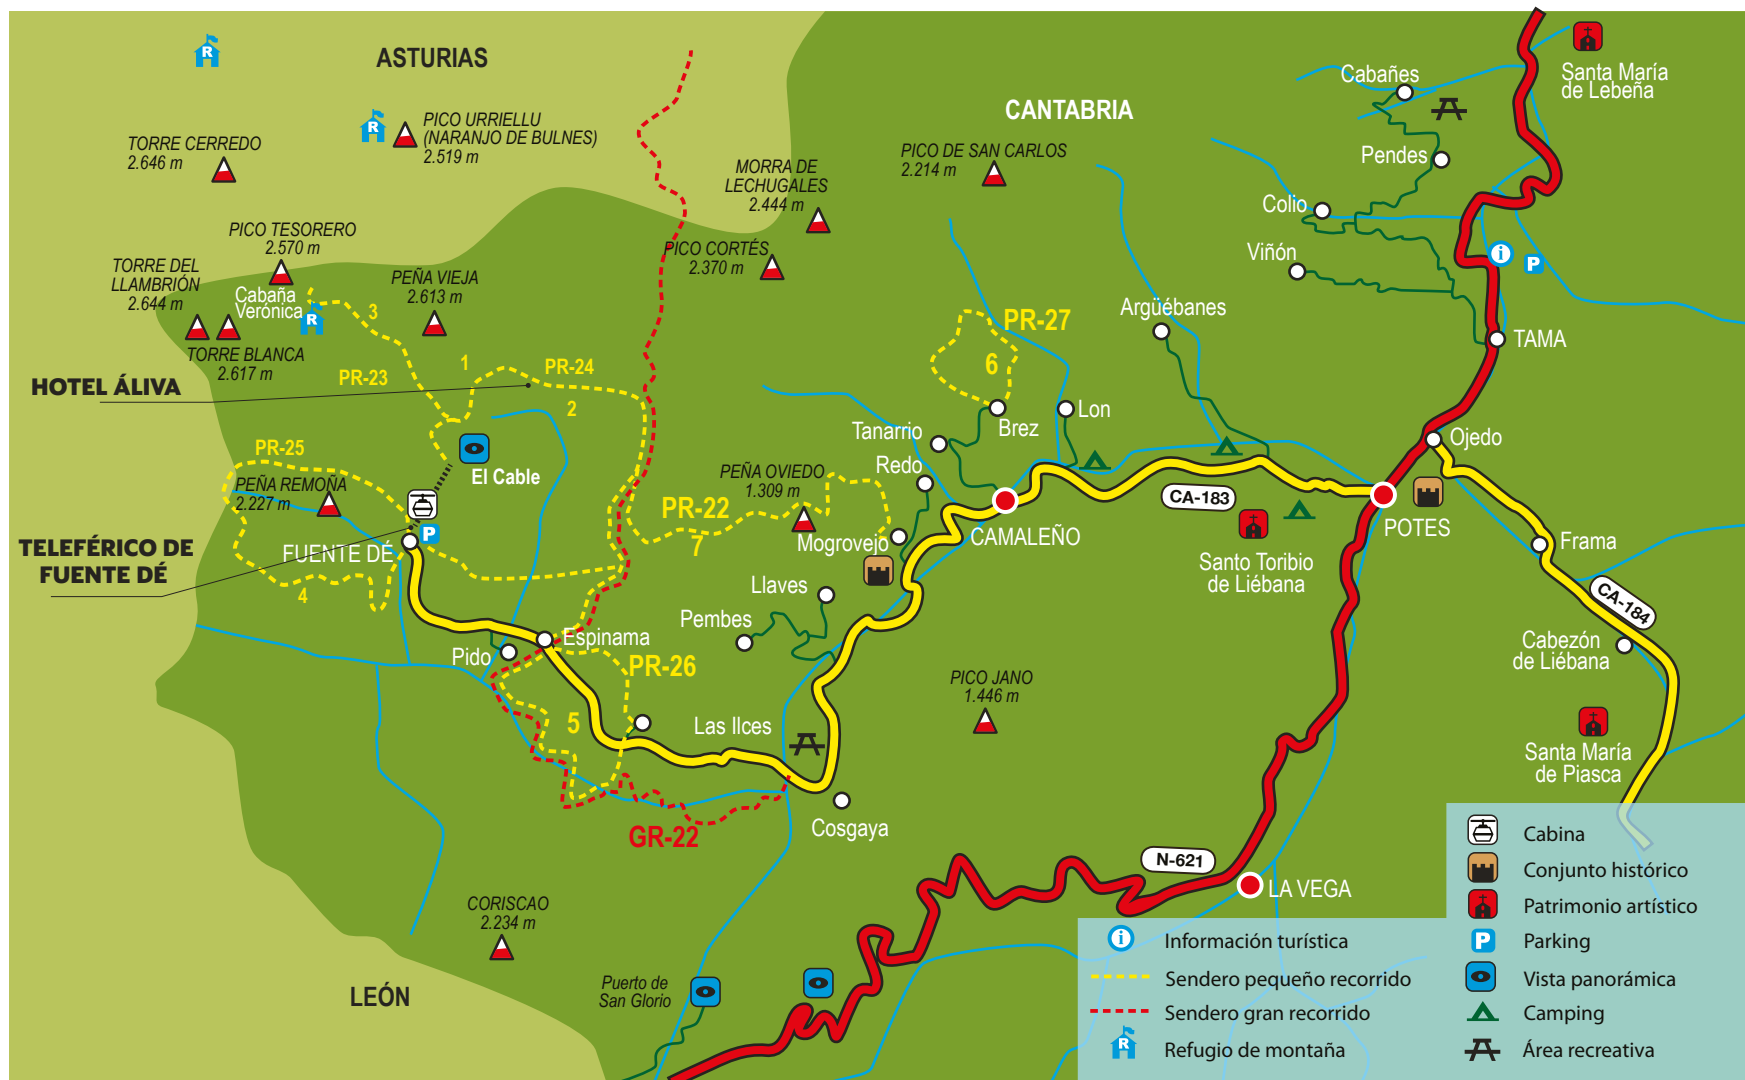 ASTURIAS
CANTABRIA
LEÓN
R
R
PICO URRIELLU
(NARANJO DE BULNES)
2.519 m
TORRE CERREDO
2.646 m
MORRA DE
LECHUGALES
2.444 m
PICO DE SAN CARLOS
2.214 m
Cabañes
Santa María
de Lebeña
Pendes
Colio
Viñón
i
P
PICO TESORERO
2.570 m
PICO CORTÉS
2.370 m
TORRE DEL
LLAMBRIÓN
2.644 m
Cabaña
Verónica
R
PEÑA VIEJA
2.613 m
3
TORRE BLANCA
2.617 m
Argüébanes
PR-27
6
TAMA
HOTEL ÁLIVA
PR-23
1
PR-24
2
Tanarrio
Brez
Lon
Redo
Ojedo
PR-25
El Cable
PEÑA REMOÑA
2.227 m
PEÑA OVIEDO
1.309 m
PR-22
7
CA-183
POTES
CAMALEÑO
Mogrovejo
P
TELEFÉRICO DE
FUENTE DÉ
FUENTE DÉ
4
Santo Toribio
de Liébana
Frama
CA-184
Llaves
Pembes
Espinama
Pido
PR-26
5
Cabezón
de Liébana
PICO JANO
1.446 m
Las Ilces
Santa María
de Piasca
GR-22
Cosgaya
N-621
LA VEGA
CORISCAO
2.234 m
Puerto de
San Glorio
i
Información turística
Sendero pequeño recorrido
Sendero gran recorrido
R
Refugio de montaña
Cabina
Conjunto histórico
Patrimonio artístico
P
Parking
Vista panorámica
Camping
Área recreativa